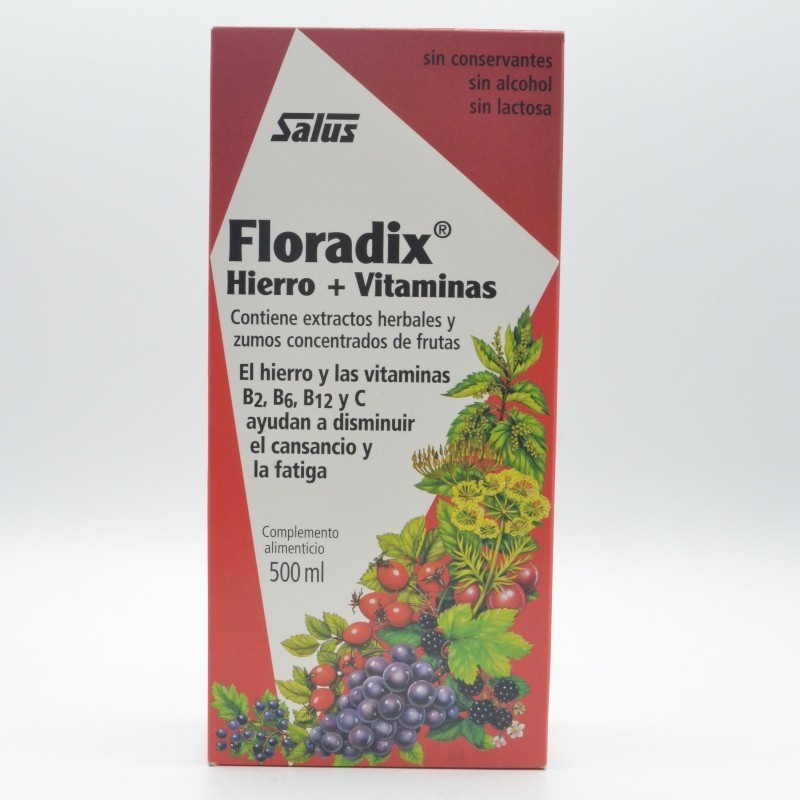 sin conservantes
sin alcohol
sin lactosa
Salus
Floradix®
Hierro + Vitaminas
Contiene extractos herbales y
zumos concentrados de frutas
El hierro y las vitaminas
B2, B6, B12 y C
ayudan a disminuir
el cansancio y
la fatiga
Complemento
alimenticio
500 ml